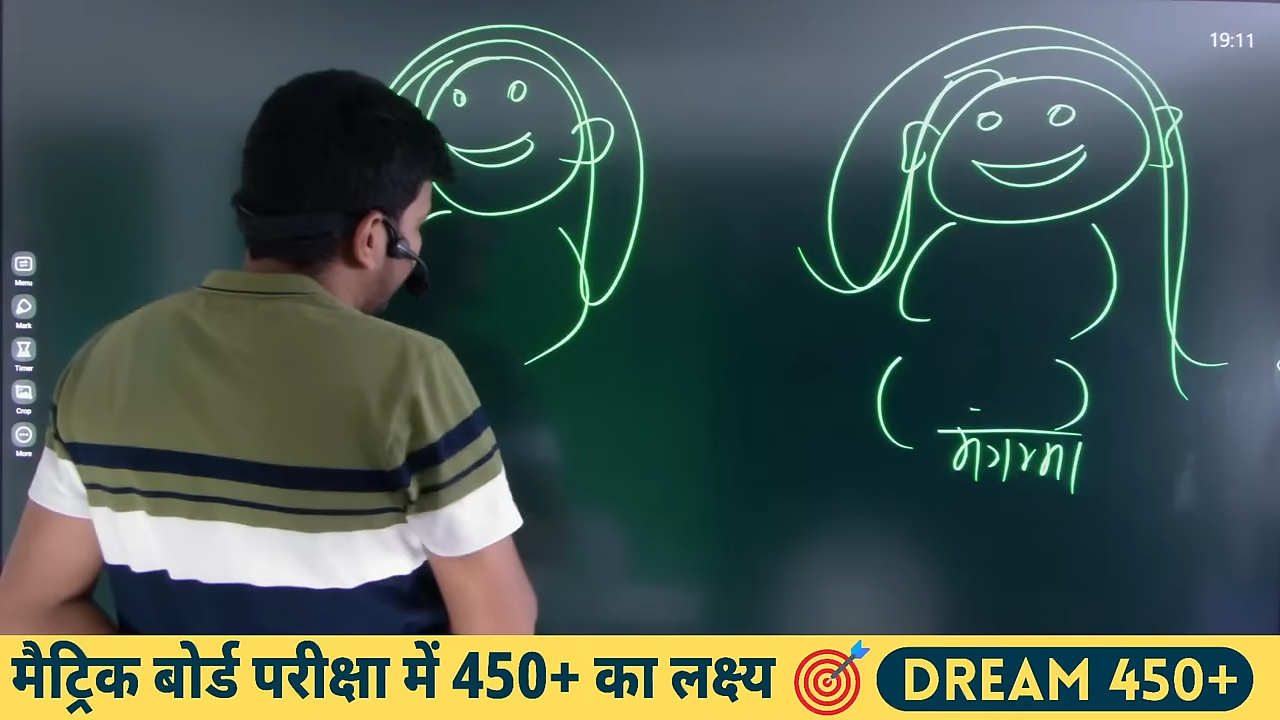 19:11
Menu
Mark
Timer
Crop
More
मैट्रिक बोर्ड परीक्षा में 450+ का लक्ष्य DREAM 450+